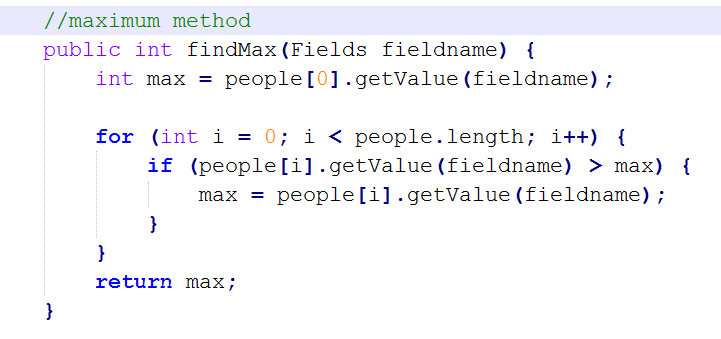 //maximum method
public int findMax(Fields fieldname) {
    int max = people[0].getValue(fieldname);

    for (int i = 0; i < people.length; i++) {
        if (people[i].getValue(fieldname) > max) {
            max = people[i].getValue(fieldname);
        }
    }
    return max;
}